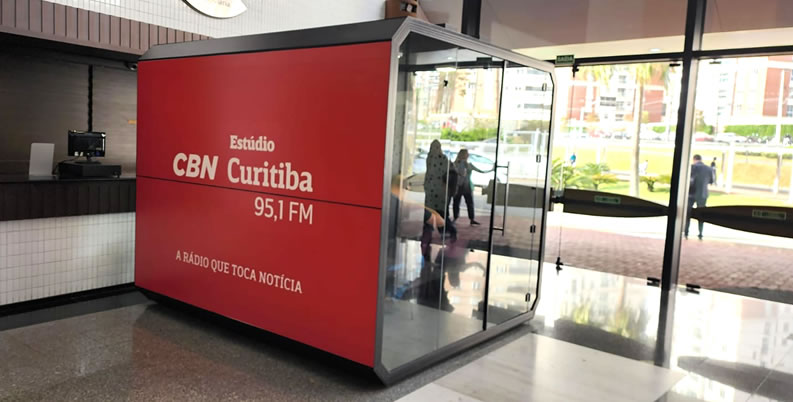 Estúdio
CBN Curitiba
95,1 FM
A RÁDIO QUE TOCA NOTÍCIA